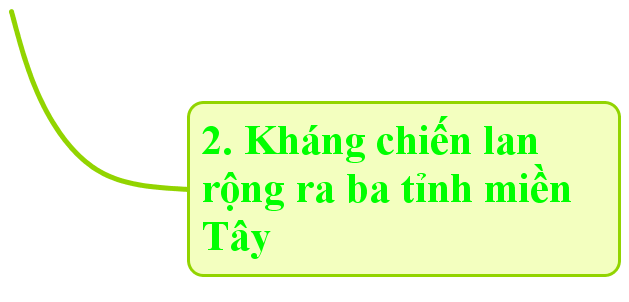 2. Kháng chiến lan
rộng ra ba tỉnh miền
Tây